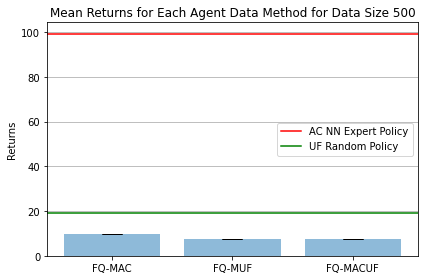 Mean Returns for Each Agent Data Method for Data Size 500
100
80
60
40
20
0
Returns
AC NN Expert Policy
UF Random Policy
FQ-MAC
FQ-MUF
FQ-MACUF